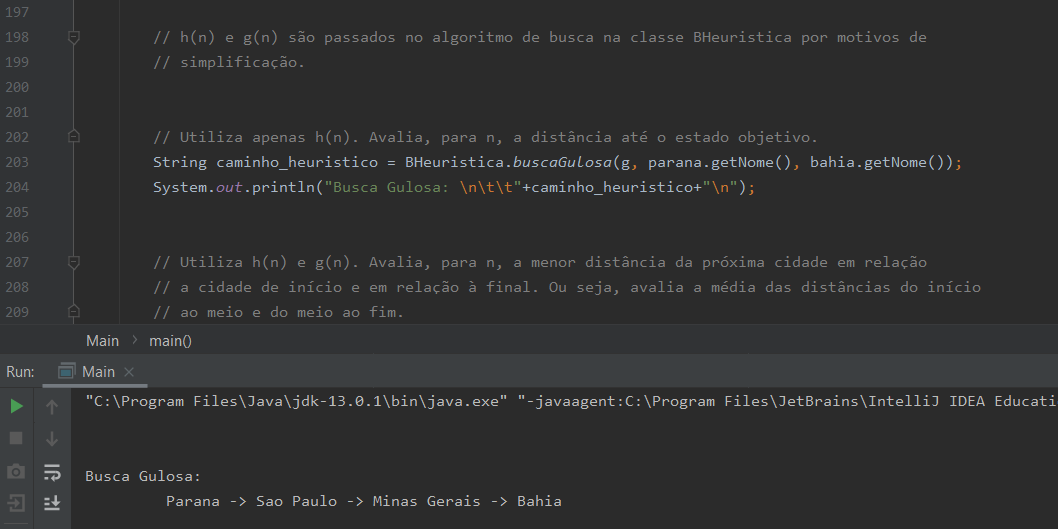 197
198 // h(n) e g(n) são passados no algoritmo de busca na classe BHeuristica por motivos de
199 // simplificação.
200
201
202 // Utiliza apenas h(n). Avalia, para n, a distância até o estado objetivo.
203 String caminho_heuristico = BHeuristica.buscaGulosa(g, parana.getNome(), bahia.getNome());
204 System.out.println("Busca Gulosa: \n\t\t"+caminho_heuristico+"\n");
205
206
207 // Utiliza h(n) e g(n). Avalia, para n, a menor distância da próxima cidade em relação
208 // a cidade de início e em relação à final. Ou seja, avalia a média das distâncias do início
209 // ao meio e do meio ao fim.
Main > main()
Run: Main ×
"C:\Program Files\Java\jdk-13.0.1\bin\java.exe" "-javaagent:C:\Program Files\JetBrains\IntelliJ IDEA Educati
Busca Gulosa:
Parana -> Sao Paulo -> Minas Gerais -> Bahia